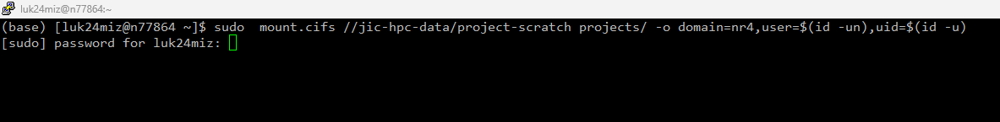 luk24miz@n77864:~
(base) [luk24miz@n77864 ~]$ sudo  mount.cifs //jic-hpc-data/project-scratch projects/ -o domain=nr4,user=$(id -un),uid=$(id -u)
[sudo] password for luk24miz: